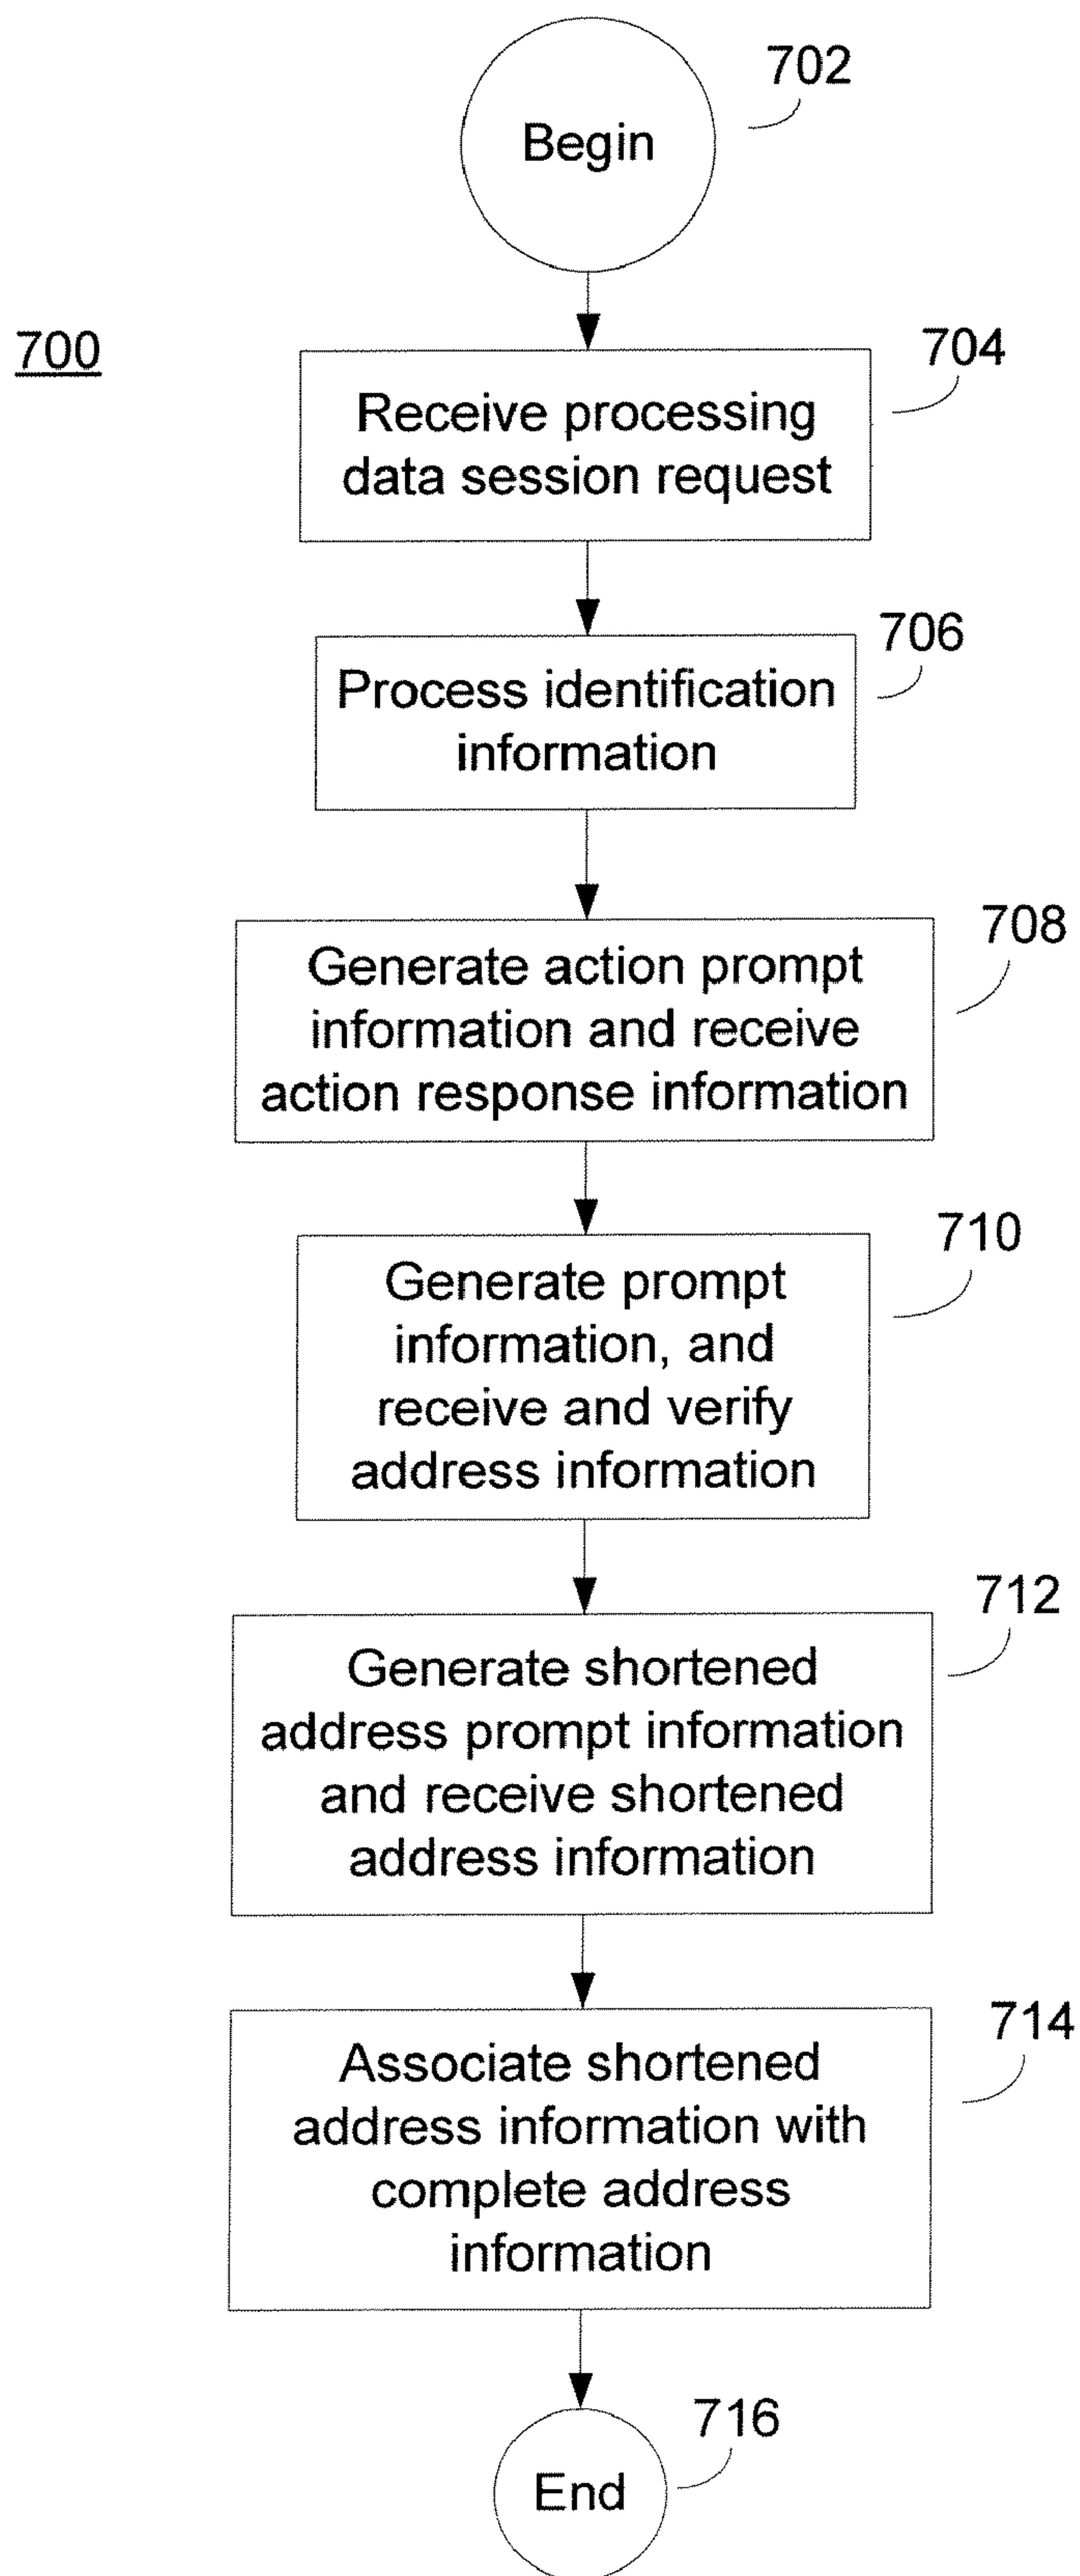 702
Begin
700
704
Receive processing
data session request
706
Process identification
information
708
Generate action prompt
information and receive
action response information
710
Generate prompt
information, and
receive and verify
address information
712
Generate shortened
address prompt information
and receive shortened
address information
714
Associate shortened
address information with
complete address
information
716
End